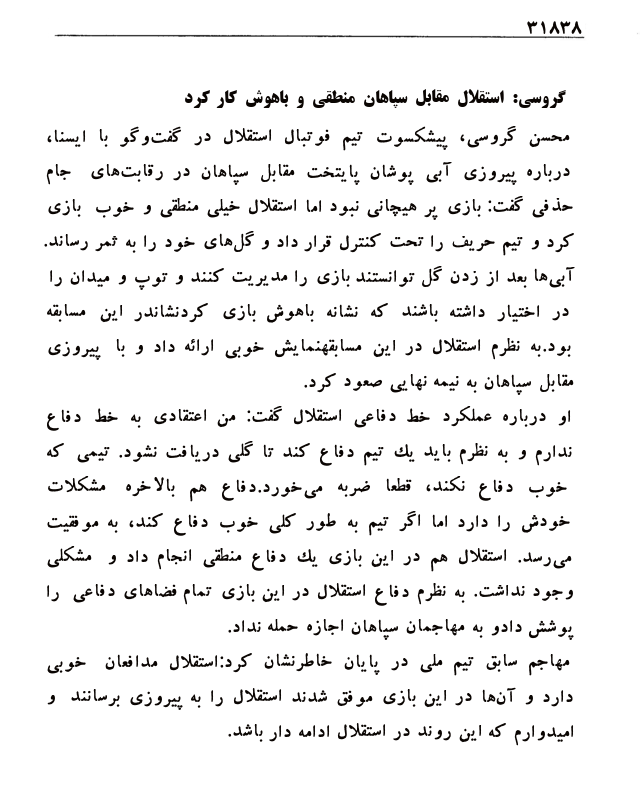 ۳۱۸۳۸
گروسی: استقلال مقابل سپاهان منطقی و باهوش کار کرد
محسن گروسی، پیشکسوت تیم فوتبال استقلال در گفت‌وگو با ایسنا،
درباره پیروزی آبی پوشان پایتخت مقابل سپاهان در رقابت‌های جام
حذفی گفت: بازی پر هیجانی نبود اما استقلال خیلی منطقی و خوب بازی
کرد و تیم حریف را تحت کنترل قرار داد و گل‌های خود را به ثمر رساند.
آبی‌ها بعد از زدن گل توانستند بازی را مدیریت کنند و توپ و میدان را
در اختیار داشته باشند که نشانه باهوش بازی کردنشاندر این مسابقه
بود.به نظرم استقلال در این مسابقهنمایش خوبی ارائه داد و با پیروزی
مقابل سپاهان به نیمه نهایی صعود کرد.
او درباره عملکرد خط دفاعی استقلال گفت: من اعتقادی به خط دفاع
ندارم و به نظرم باید یك تیم دفاع کند تا گلی دریافت نشود. تیمی که
خوب دفاع نکند، قطعا ضربه می‌خورد.دفاع هم بالاخره مشکلات
خودش را دارد اما اگر تیم به طور کلی خوب دفاع کند، به موفقیت
می‌رسد. استقلال هم در این بازی یك دفاع منطقی انجام داد و مشکلی
وجود نداشت. به نظرم دفاع استقلال در این بازی تمام فضاهای دفاعی را
پوشش دادو به مهاجمان سپاهان اجازه حمله نداد.
مهاجم سابق تیم ملی در پایان خاطرنشان کرد:استقلال مدافعان خوبی
دارد و آن‌ها در این بازی موفق شدند استقلال را به پیروزی برسانند و
امیدوارم که این روند در استقلال ادامه دار باشد.